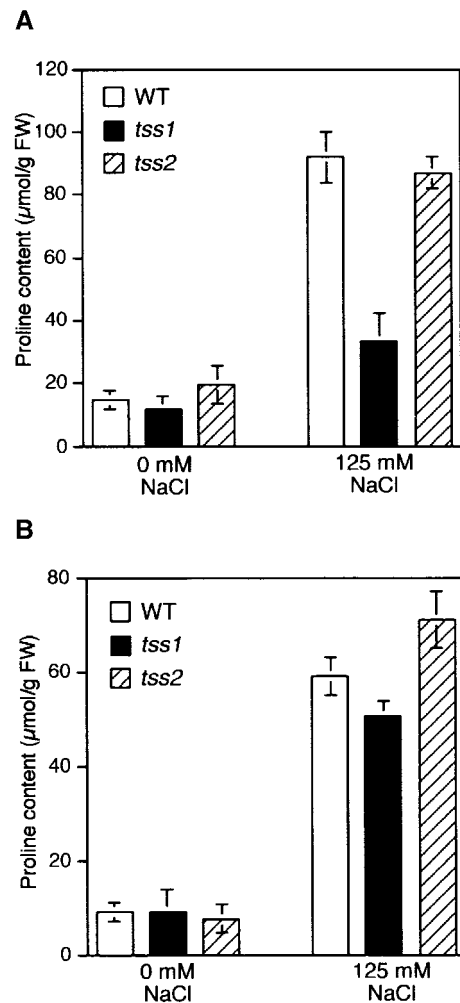 A
Proline content (µmol/g FW)
120
100
80
60
40
20
0
WT
tss1
tss2
0 mM
NaCl
125 mM
NaCl
B
Proline content (µmol/g FW)
80
60
40
20
0
WT
tss1
tss2
0 mM
NaCl
125 mM
NaCl